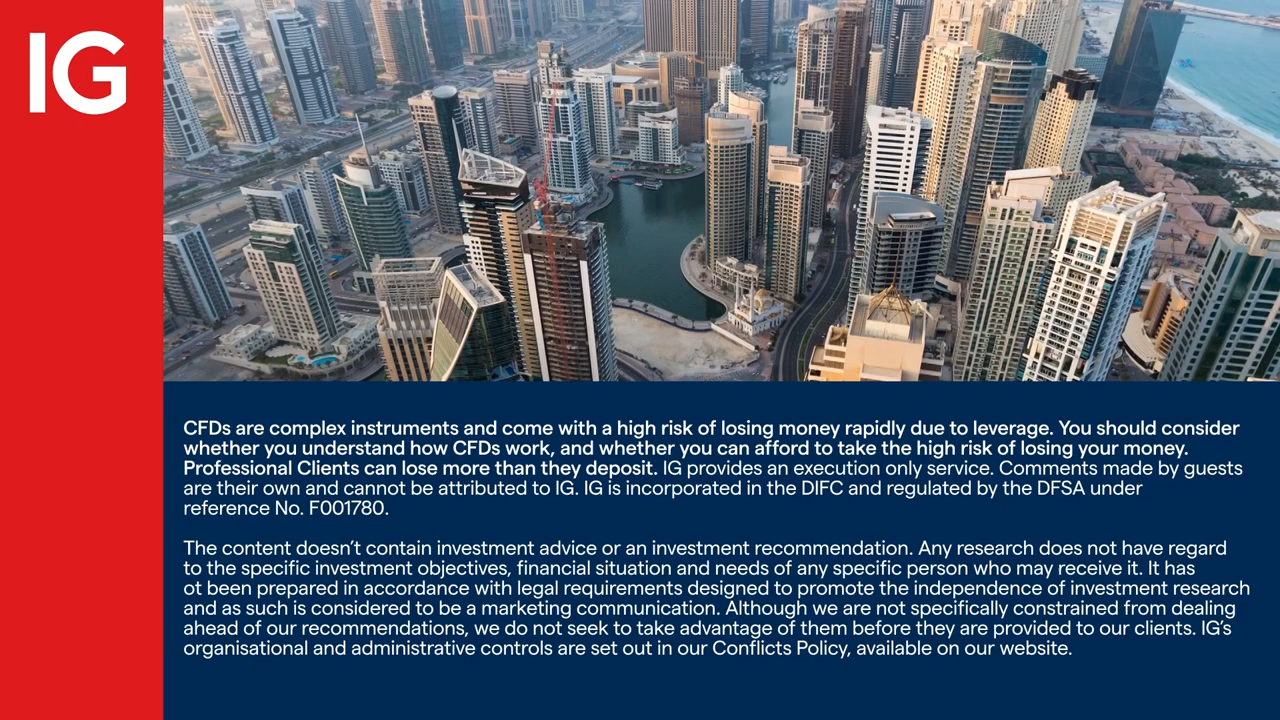 IG
CFDs are complex instruments and come with a high risk of losing money rapidly due to leverage. You should consider
whether you understand how CFDs work, and whether you can afford to take the high risk of losing your money.
Professional Clients can lose more than they deposit. IG provides an execution only service. Comments made by guests
are their own and cannot be attributed to IG. IG is incorporated in the DIFC and regulated by the DFSA under
reference No. F001780.
The content doesn’t contain investment advice or an investment recommendation. Any research does not have regard
to the specific investment objectives, financial situation and needs of any specific person who may receive it. It has
ot been prepared in accordance with legal requirements designed to promote the independence of investment research
and as such is considered to be a marketing communication. Although we are not specifically constrained from dealing
ahead of our recommendations, we do not seek to take advantage of them before they are provided to our clients. IG’s
organisational and administrative controls are set out in our Conflicts Policy, available on our website.